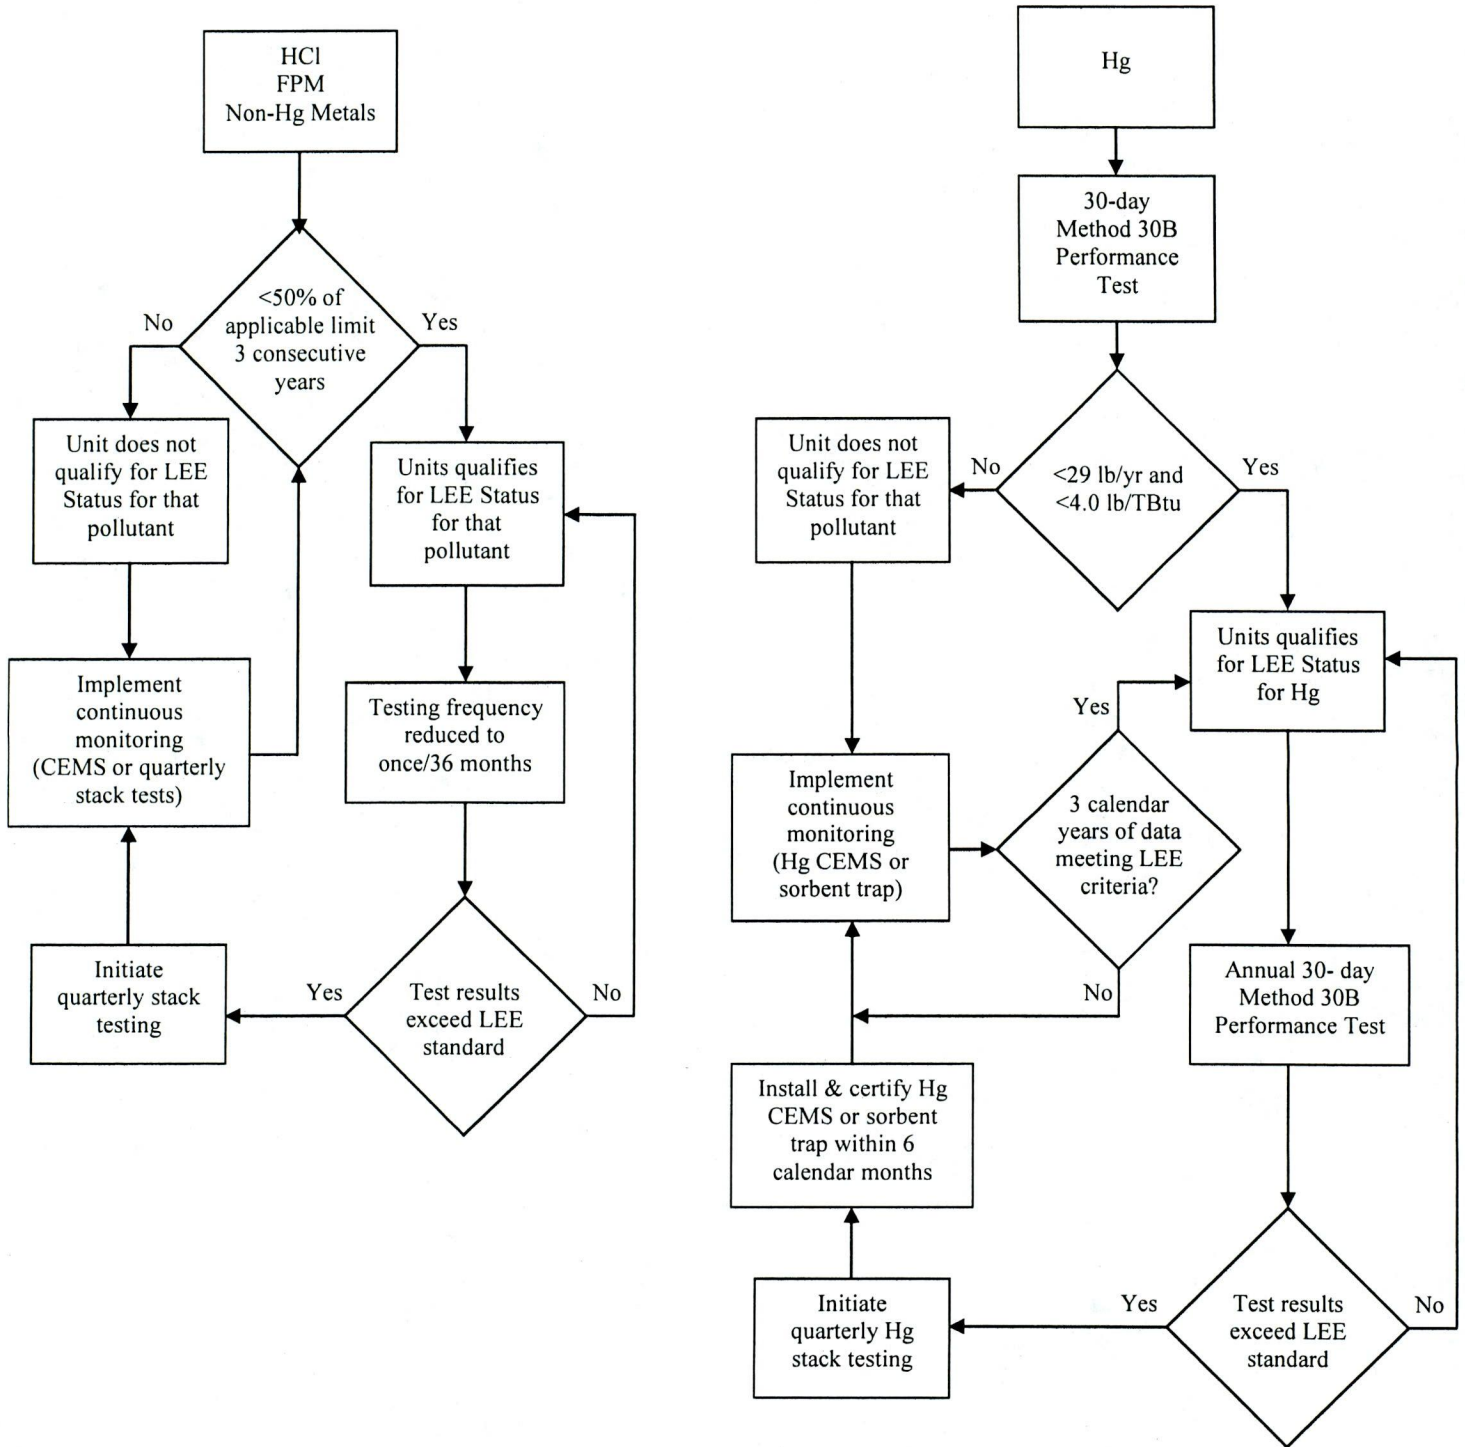 HCl
FPM
Non-Hg Metals
<50% of
applicable limit
3 consecutive
years
No
Yes
Unit does not
qualify for LEE
Status for that
pollutant
Units qualifies
for LEE Status
for that
pollutant
Implement
continuous
monitoring
(CEMS or quarterly
stack tests)
Testing frequency
reduced to
once/36 months
Initiate
quarterly stack
testing
Yes
Test results
exceed LEE
standard
No
Hg
30-day
Method 30B
Performance
Test
Unit does not
qualify for LEE
Status for that
pollutant
No
<29 lb/yr and
<4.0 lb/TBtu
Yes
Units qualifies
for LEE Status
for Hg
Yes
Implement
continuous
monitoring
(Hg CEMS or
sorbent trap)
3 calendar
years of data
meeting LEE
criteria?
No
Annual 30- day
Method 30B
Performance Test
Install & certify Hg
CEMS or sorbent
trap within 6
calendar months
Initiate
quarterly Hg
stack testing
Yes
Test results
exceed LEE
standard
No